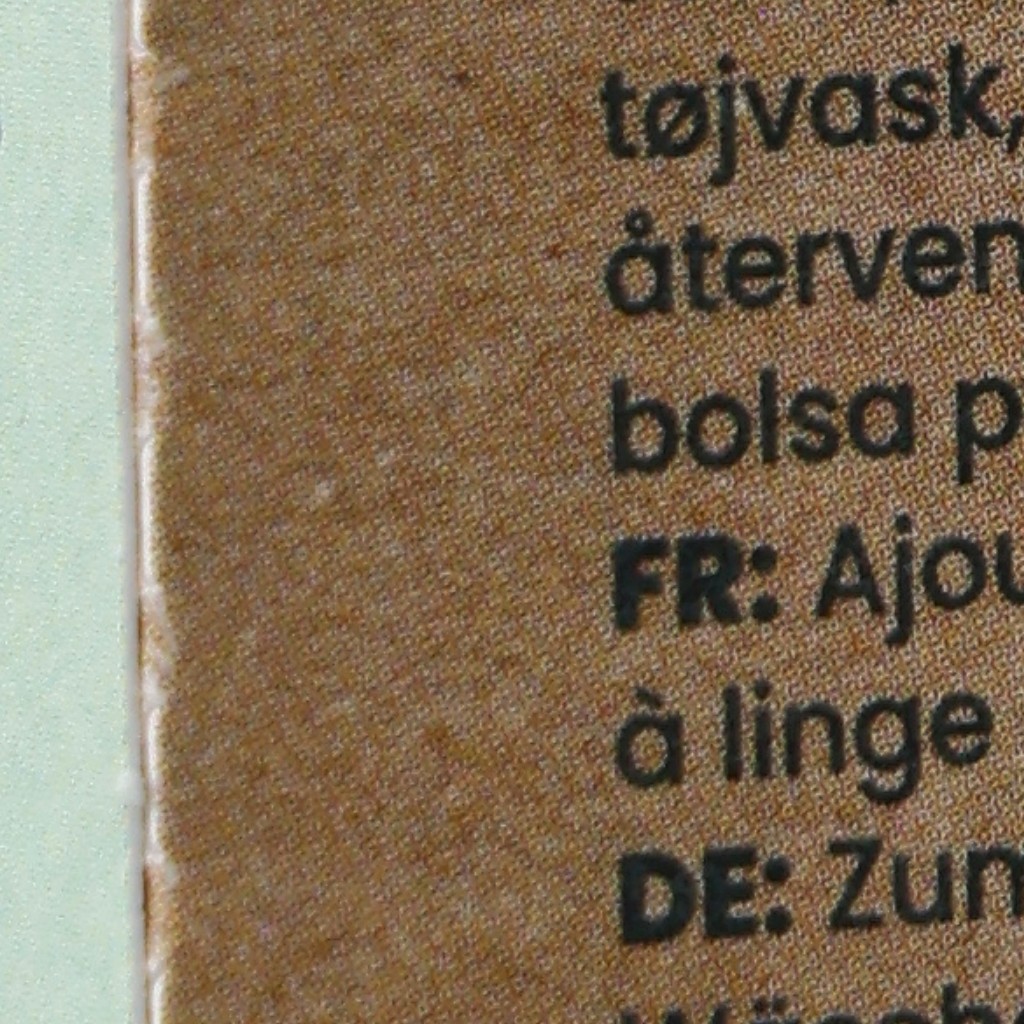 tøjvask,
återven
bolsa p
FR: Ajou
à linge
DE: Zum